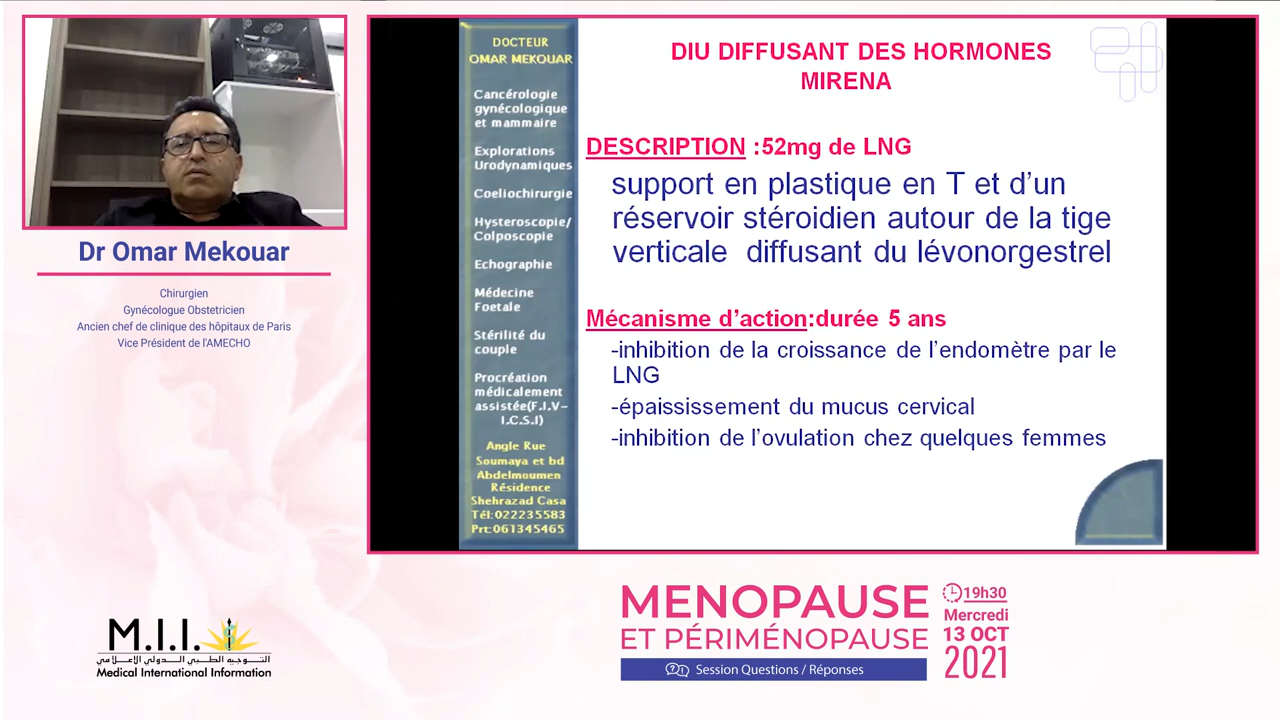 Dr Omar Mekouar
Chirurgien
Gynécologue Obstetricien
Ancien chef de clinique des hôpitaux de Paris
Vice Président de l'AMECHO
DOCTEUR
OMAR MEKOUAR
Cancérologie
gynécologique
et mammaire
Explorations
Urodynamiques
Coeliochirurgie
Hysteroscopie/
Colposcopie
Echographie
Médecine
Foetale
Stérilité du
couple
Procréation
médicalement
assistée(F.I.V-
I.C.S.I)
Angle Rue
Soumaya et bd
Abdelmoumen
Résidence
Shehrazad Casa
Tél:022235583
Prt:061345465
DIU DIFFUSANT DES HORMONES
MIRENA
DESCRIPTION :52mg de LNG
support en plastique en T et d’un
réservoir stéroidien autour de la tige
verticale diffusant du lévonorgestrel
Mécanisme d’action:durée 5 ans
-inhibition de la croissance de l’endomètre par le
LNG
-épaississement du mucus cervical
-inhibition de l’ovulation chez quelques femmes
M.I.I.
التوجيه الطبي الدولي الإعلامي
Medical International Information
MENOPAUSE
ET PÉRIMÉNOPAUSE
Session Questions / Réponses
19h30
Mercredi
13 OCT
2021